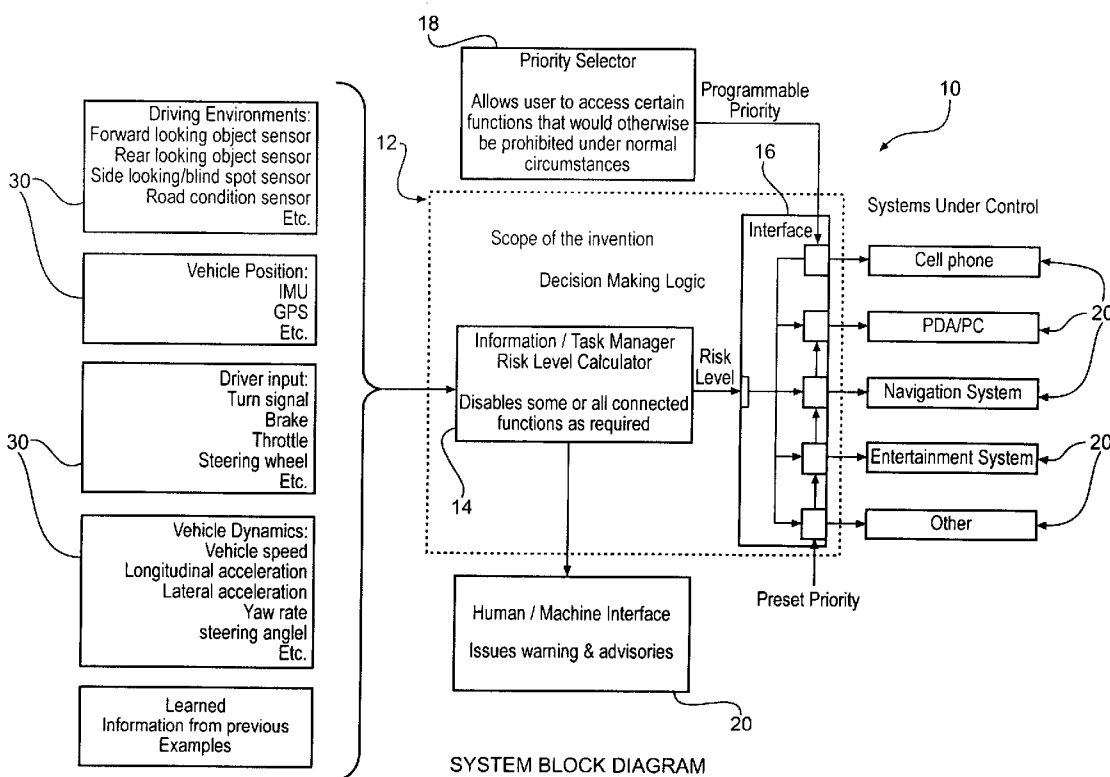 18
Priority Selector
Allows user to access certain
functions that would otherwise
be prohibited under normal
circumstances
Programmable
Priority
10
30
Driving Environments:
Forward looking object sensor
Rear looking object sensor
Side looking/blind spot sensor
Road condition sensor
Etc.
Vehicle Position:
IMU
GPS
Etc.
30
Driver input:
Turn signal
Brake
Throttle
Steering wheel
Etc.
30
Vehicle Dynamics:
Vehicle speed
Longitudinal acceleration
Lateral acceleration
Yaw rate
steering anglel
Etc.
Learned
Information from previous
Examples
12
Scope of the invention
Decision Making Logic
Information / Task Manager
Risk Level Calculator
Disables some or all connected
functions as required
14
Risk
Level
16
Interface
Systems Under Control
Cell phone
PDA/PC
20
Navigation System
Entertainment System
20
Other
Preset Priority
Human / Machine Interface
Issues warning & advisories
20
SYSTEM BLOCK DIAGRAM